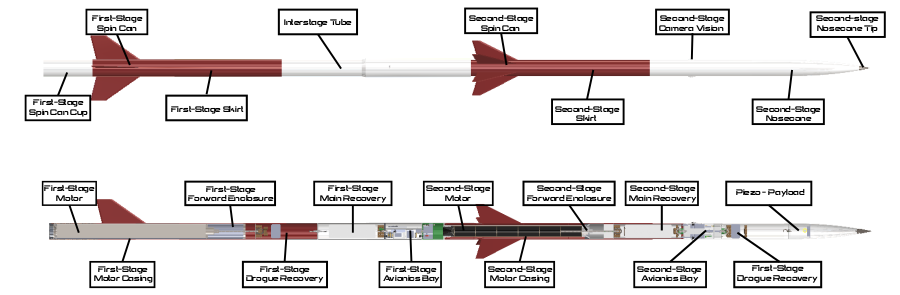 First-Stage
Spin Can
Interstage Tube
Second-Stage
Spin Can
Second-Stage
Camera Vision
Second-stage
Nosecone Tip
First-Stage
Spin Can Cup
First-Stage Skirt
Second-Stage
Skirt
Second-Stage
Nosecone
First-Stage
Motor
First-Stage
Forward Enclosure
First-Stage
Main Recovery
Second-Stage
Motor
Second-Stage
Forward Enclosure
Second-Stage
Main Recovery
Piezo - Payload
First-Stage
Motor Casing
First-Stage
Drogue Recovery
First-Stage
Avionics Bay
Second-Stage
Motor Casing
Second-Stage
Avionics Bay
First-Stage
Drogue Recovery